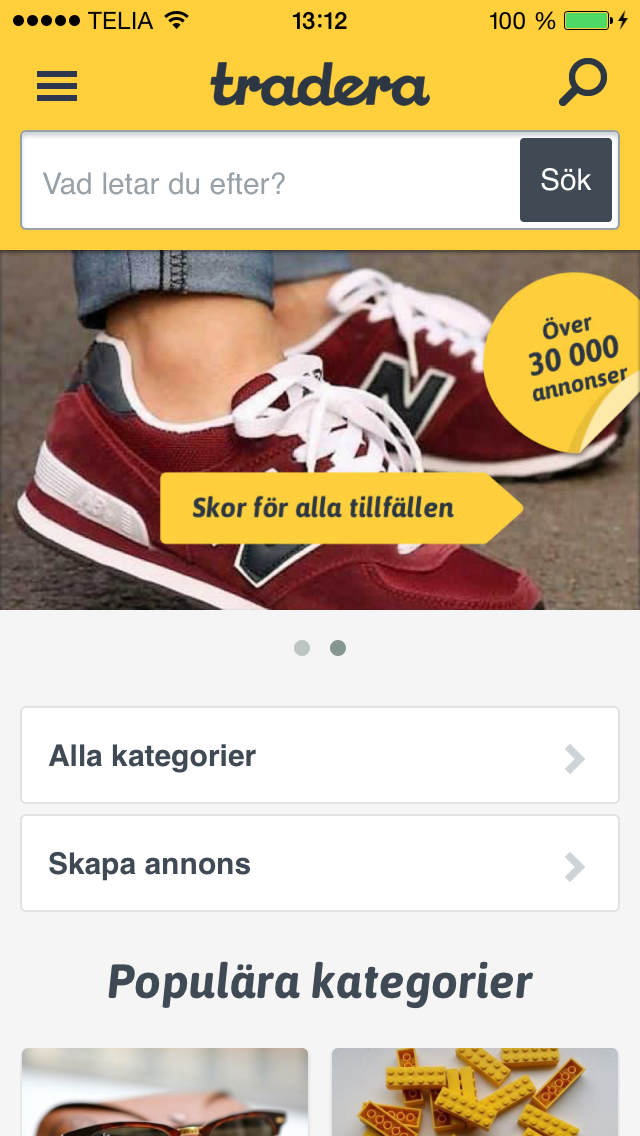 TELIA 13:12 100 %
tradera
Vad letar du efter? Sök
Över
30 000
annonser
N
Skor för alla tillfällen
Alla kategorier
Skapa annons
Populära kategorier